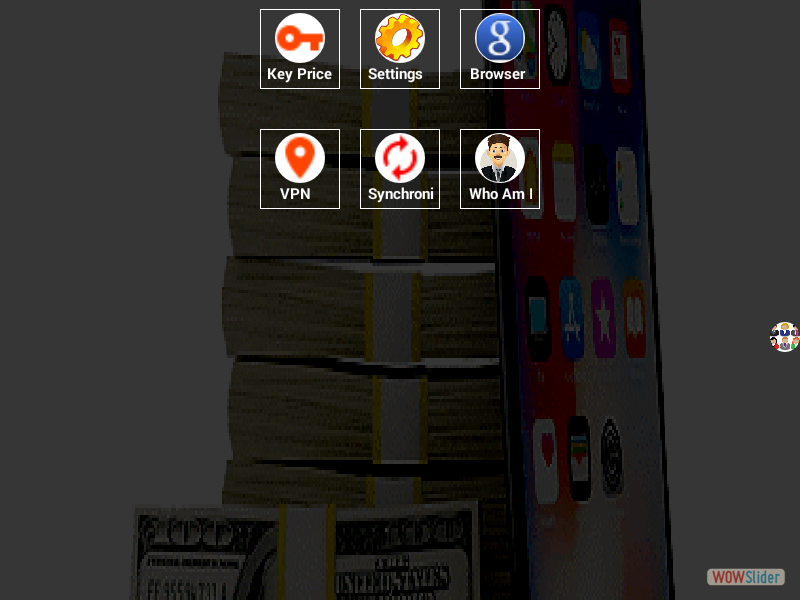 Key Price
Settings
Browser
VPN
Synchroni
Who Am I
WOWSlider